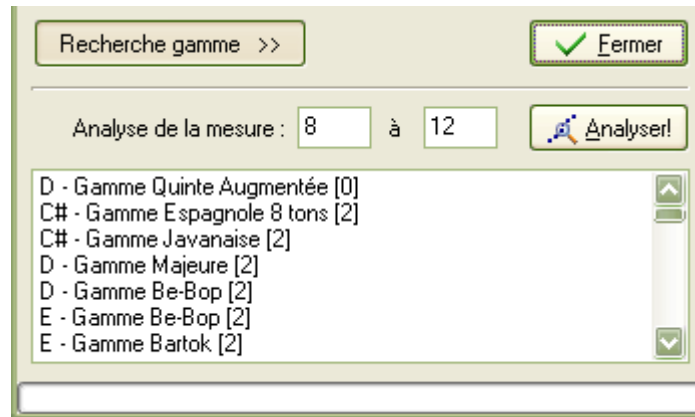 Recherche gamme >>
Fermer
Analyse de la mesure : 8 à 12 Analyser!
D - Gamme Quinte Augmentée [0]
C# - Gamme Espagnole 8 tons [2]
C# - Gamme Javanaise [2]
D - Gamme Majeure [2]
D - Gamme Be-Bop [2]
E - Gamme Be-Bop [2]
E - Gamme Bartok [2]